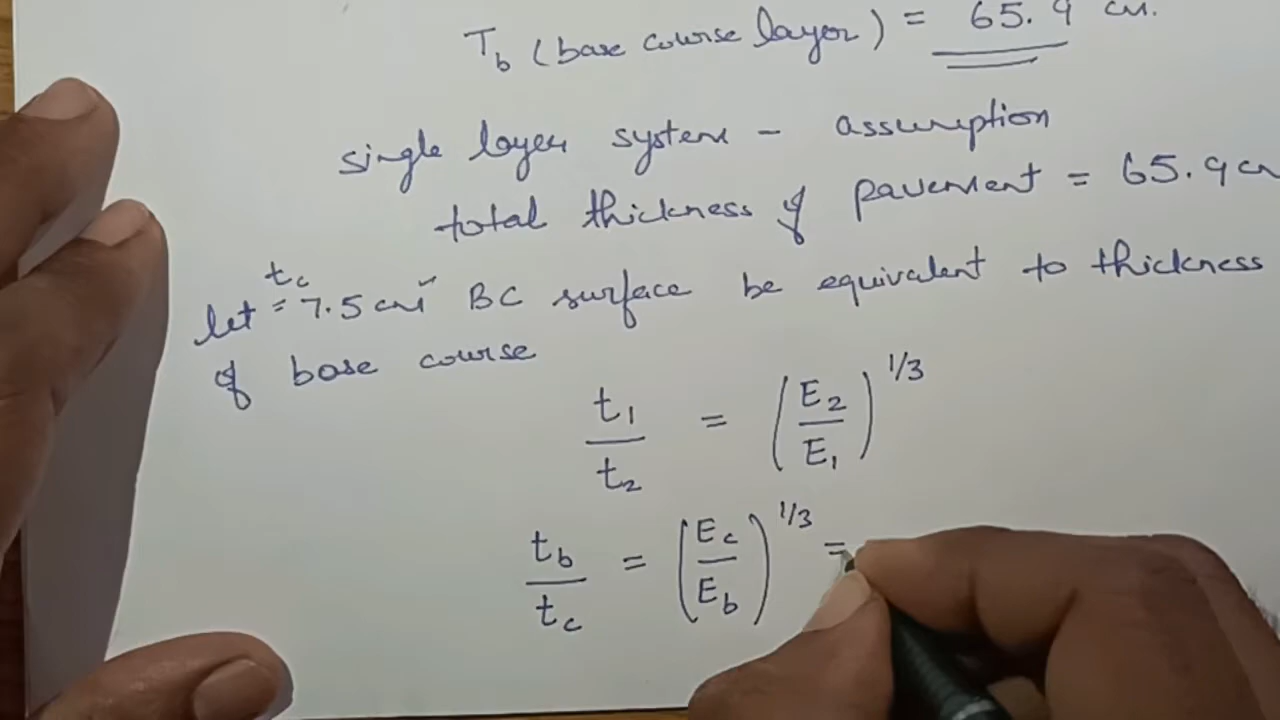 T_b (base course layer) = 65.9 cm.
single layer system - assumption
total thickness of pavement = 65.9 cm
t_c
let = 7.5 cm BC surface be equivalent to thickness
of base course
t_1 / t_2 = (E_2 / E_1)^1/3
t_b / t_c = (E_c / E_b)^1/3 =